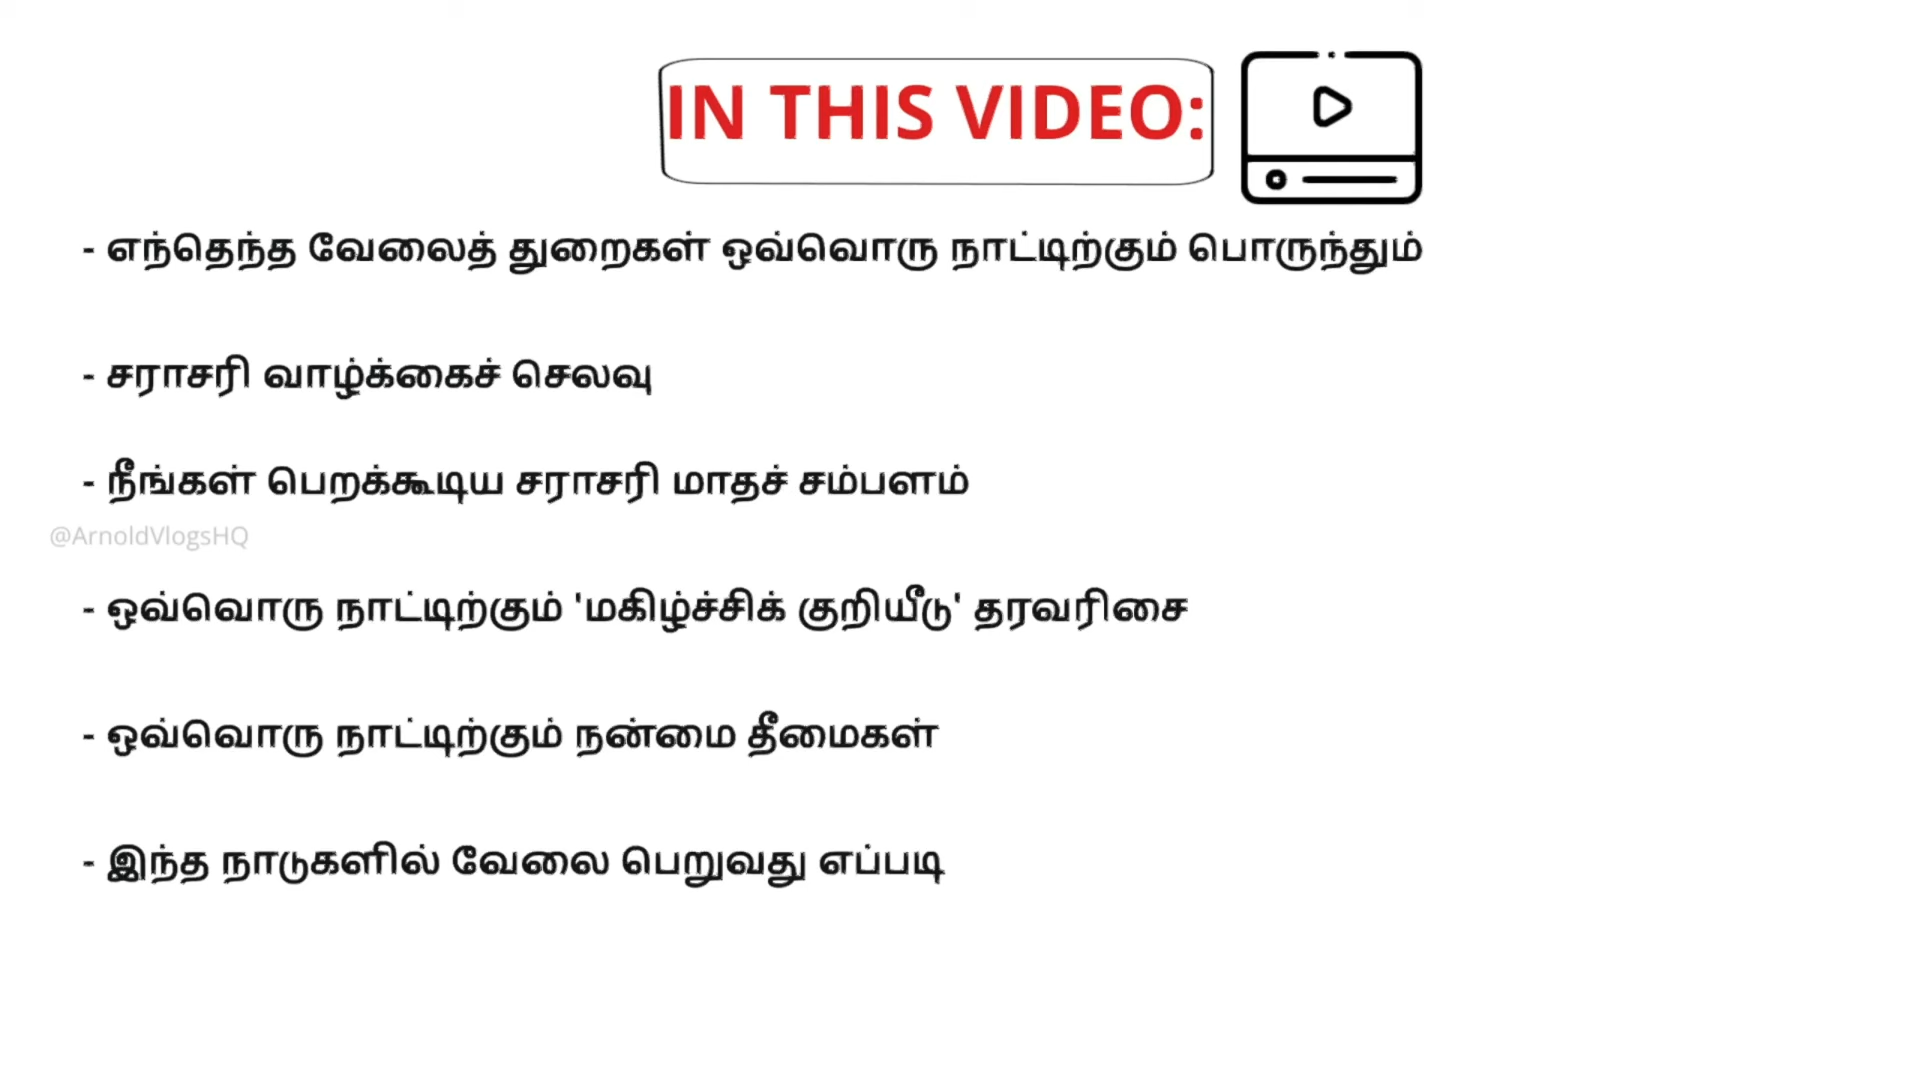 IN THIS VIDEO:
- எந்தெந்த வேலைத் துறைகள் ஒவ்வொரு நாட்டிற்கும் பொருந்தும்
- சராசரி வாழ்க்கைச் செலவு
- நீங்கள் பெறக்கூடிய சராசரி மாதச் சம்பளம்
@ArnoldVlogsHQ
- ஒவ்வொரு நாட்டிற்கும் 'மகிழ்ச்சிக் குறியீடு' தரவரிசை
- ஒவ்வொரு நாட்டிற்கும் நன்மை தீமைகள்
- இந்த நாடுகளில் வேலை பெறுவது எப்படி